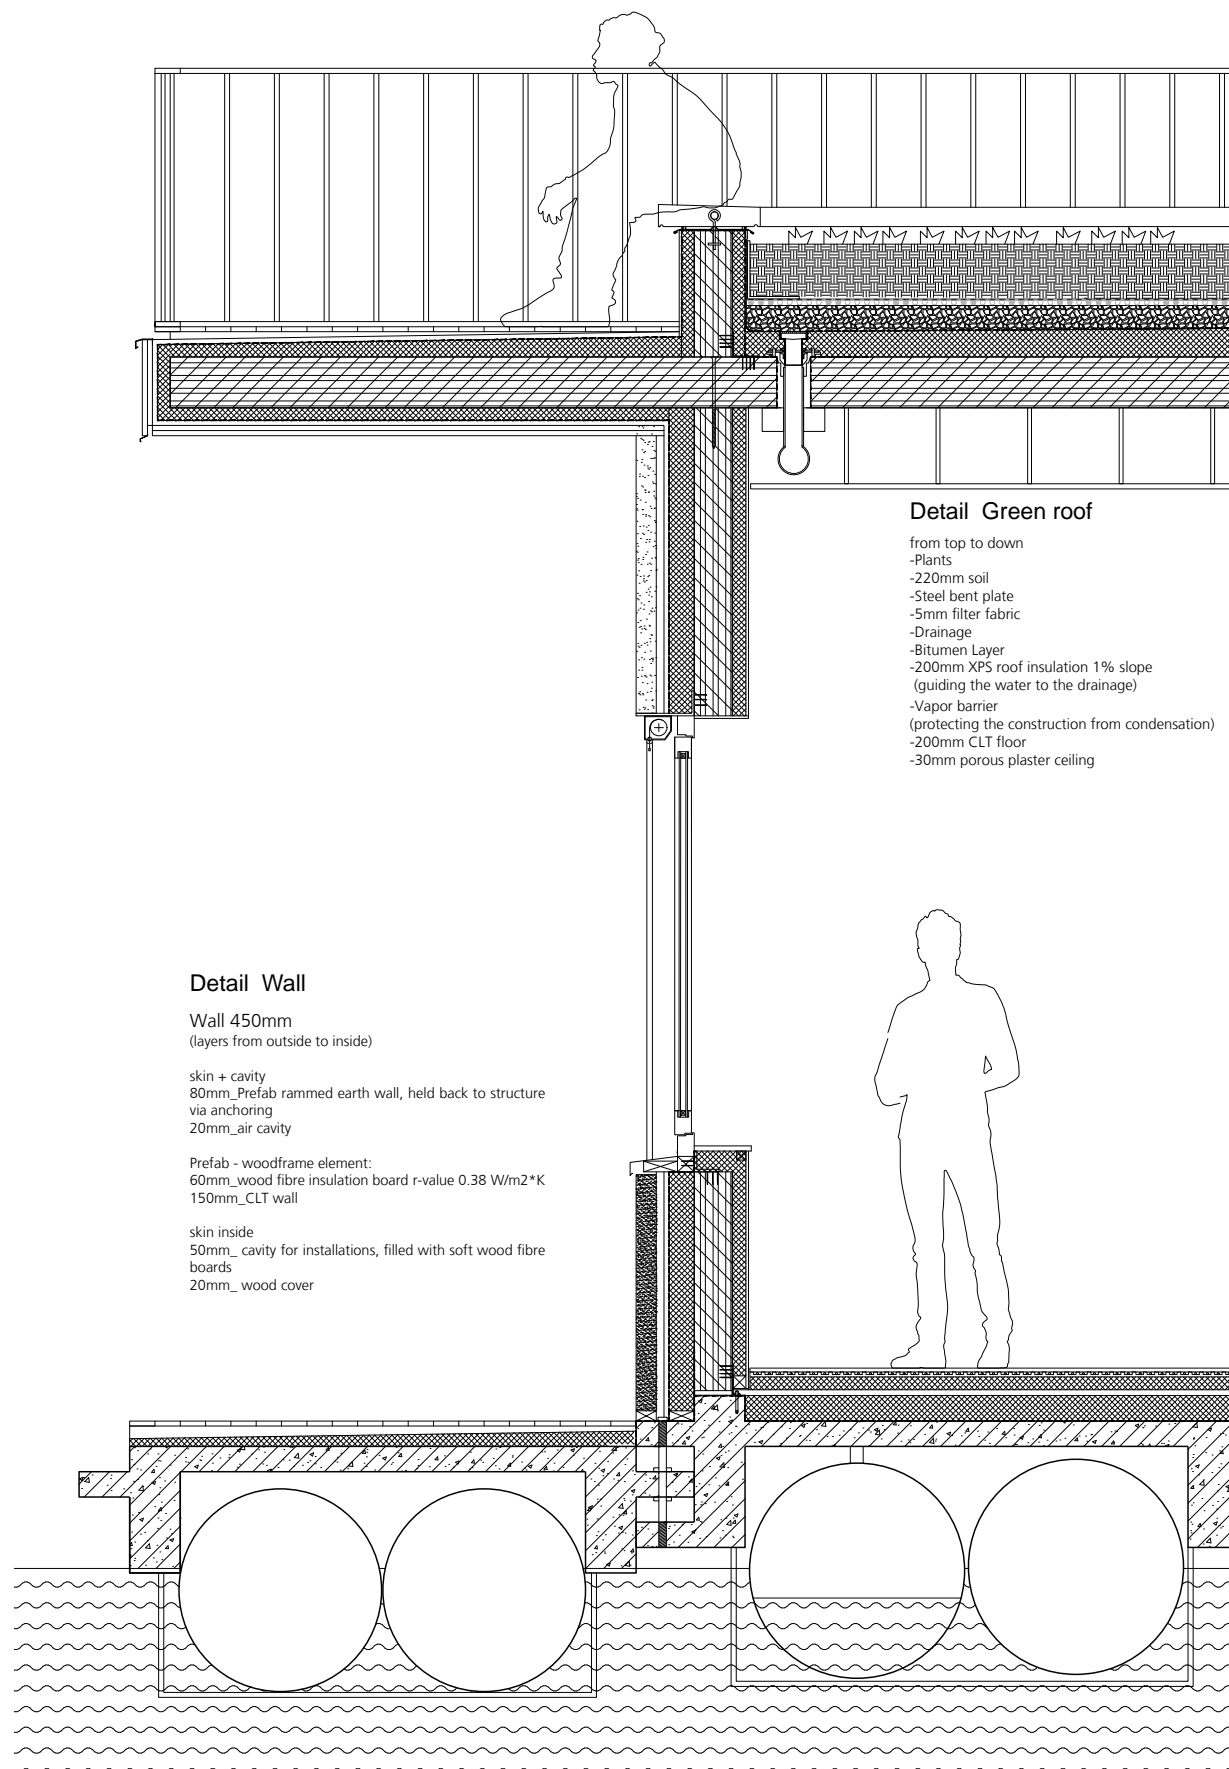 Detail Green roof
from top to down
-Plants
-220mm soil
-Steel bent plate
-5mm filter fabric
-Drainage
-Bitumen Layer
-200mm XPS roof insulation 1% slope
(guiding the water to the drainage)
-Vapor barrier
(protecting the construction from condensation)
-200mm CLT floor
-30mm porous plaster ceiling
Detail Wall
Wall 450mm
(layers from outside to inside)
skin + cavity
80mm_Prefab rammed earth wall, held back to structure
via anchoring
20mm_air cavity
Prefab - woodframe element:
60mm_wood fibre insulation board r-value 0.38 W/m2*K
150mm_CLT wall
skin inside
50mm_ cavity for installations, filled with soft wood fibre
boards
20mm_ wood cover